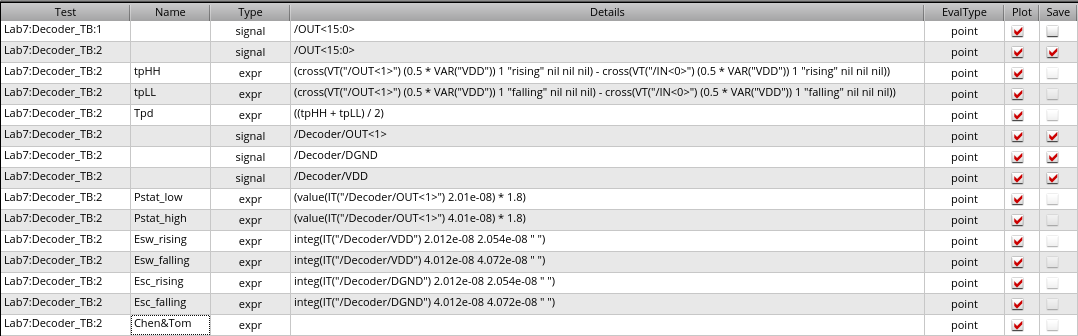 Test Name Type Details EvalType Plot Save
Lab7:Decoder_TB:1 signal /OUT<15:0> point
Lab7:Decoder_TB:2 signal /OUT<15:0> point
Lab7:Decoder_TB:2 tpHH expr (cross(VT("/OUT<1>") (0.5 * VAR("VDD")) 1 "rising" nil nil nil) - cross(VT("/IN<0>") (0.5 * VAR("VDD")) 1 "rising" nil nil nil)) point
Lab7:Decoder_TB:2 tpLL expr (cross(VT("/OUT<1>") (0.5 * VAR("VDD")) 1 "falling" nil nil nil) - cross(VT("/IN<0>") (0.5 * VAR("VDD")) 1 "falling" nil nil nil)) point
Lab7:Decoder_TB:2 Tpd expr ((tpHH + tpLL) / 2) point
Lab7:Decoder_TB:2 signal /Decoder/OUT<1> point
Lab7:Decoder_TB:2 signal /Decoder/DGND point
Lab7:Decoder_TB:2 signal /Decoder/VDD point
Lab7:Decoder_TB:2 Pstat_low expr (value(IT("/Decoder/OUT<1>") 2.01e-08) * 1.8) point
Lab7:Decoder_TB:2 Pstat_high expr (value(IT("/Decoder/OUT<1>") 4.01e-08) * 1.8) point
Lab7:Decoder_TB:2 Esw_rising expr integ(IT("/Decoder/VDD") 2.012e-08 2.054e-08 " ") point
Lab7:Decoder_TB:2 Esw_falling expr integ(IT("/Decoder/VDD") 4.012e-08 4.072e-08 " ") point
Lab7:Decoder_TB:2 Esc_rising expr integ(IT("/Decoder/DGND") 2.012e-08 2.054e-08 " ") point
Lab7:Decoder_TB:2 Esc_falling expr integ(IT("/Decoder/DGND") 4.012e-08 4.072e-08 " ") point
Lab7:Decoder_TB:2 Chen&Tom expr point